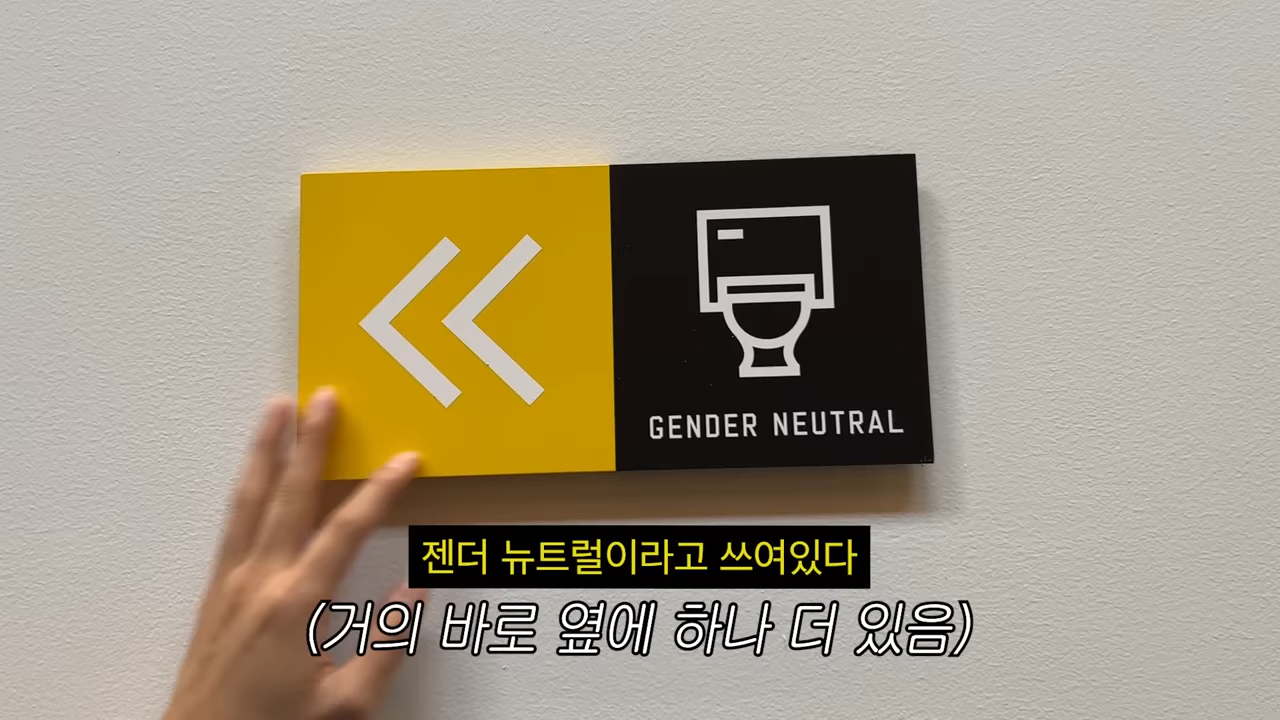 GENDER NEUTRAL
젠더 뉴트럴이라고 쓰여있다
(거의 바로 옆에 하나 더 있음)